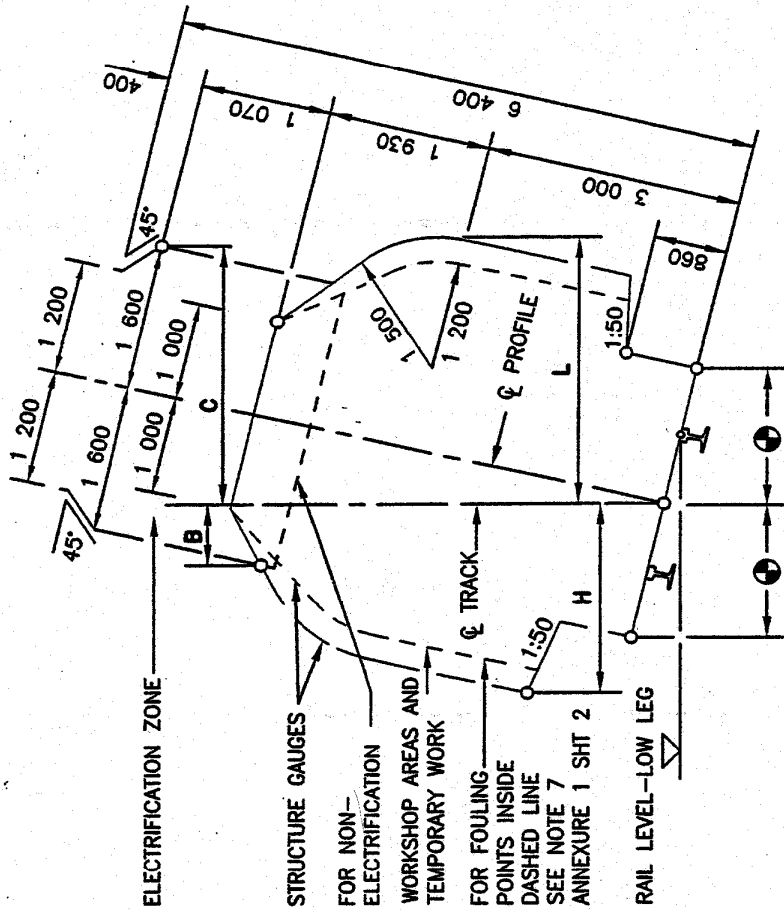 ELECTRIFICATION ZONE
STRUCTURE GAUGES
FOR NON-
ELECTRIFICATION
WORKSHOP AREAS AND
TEMPORARY WORK
FOR FOULING
POINTS INSIDE
DASHED LINE
SEE NOTE 7
ANNEXURE 1 SHT 2
RAIL LEVEL-LOW LEG
45°
1 200
1 200
1 600
1 600
1 000
1 000
45°
400
C
B
1 070
1 930
3 000
6 400
860
1 500
1 200
℄ PROFILE
L
℄ TRACK
H
1:50
1:50